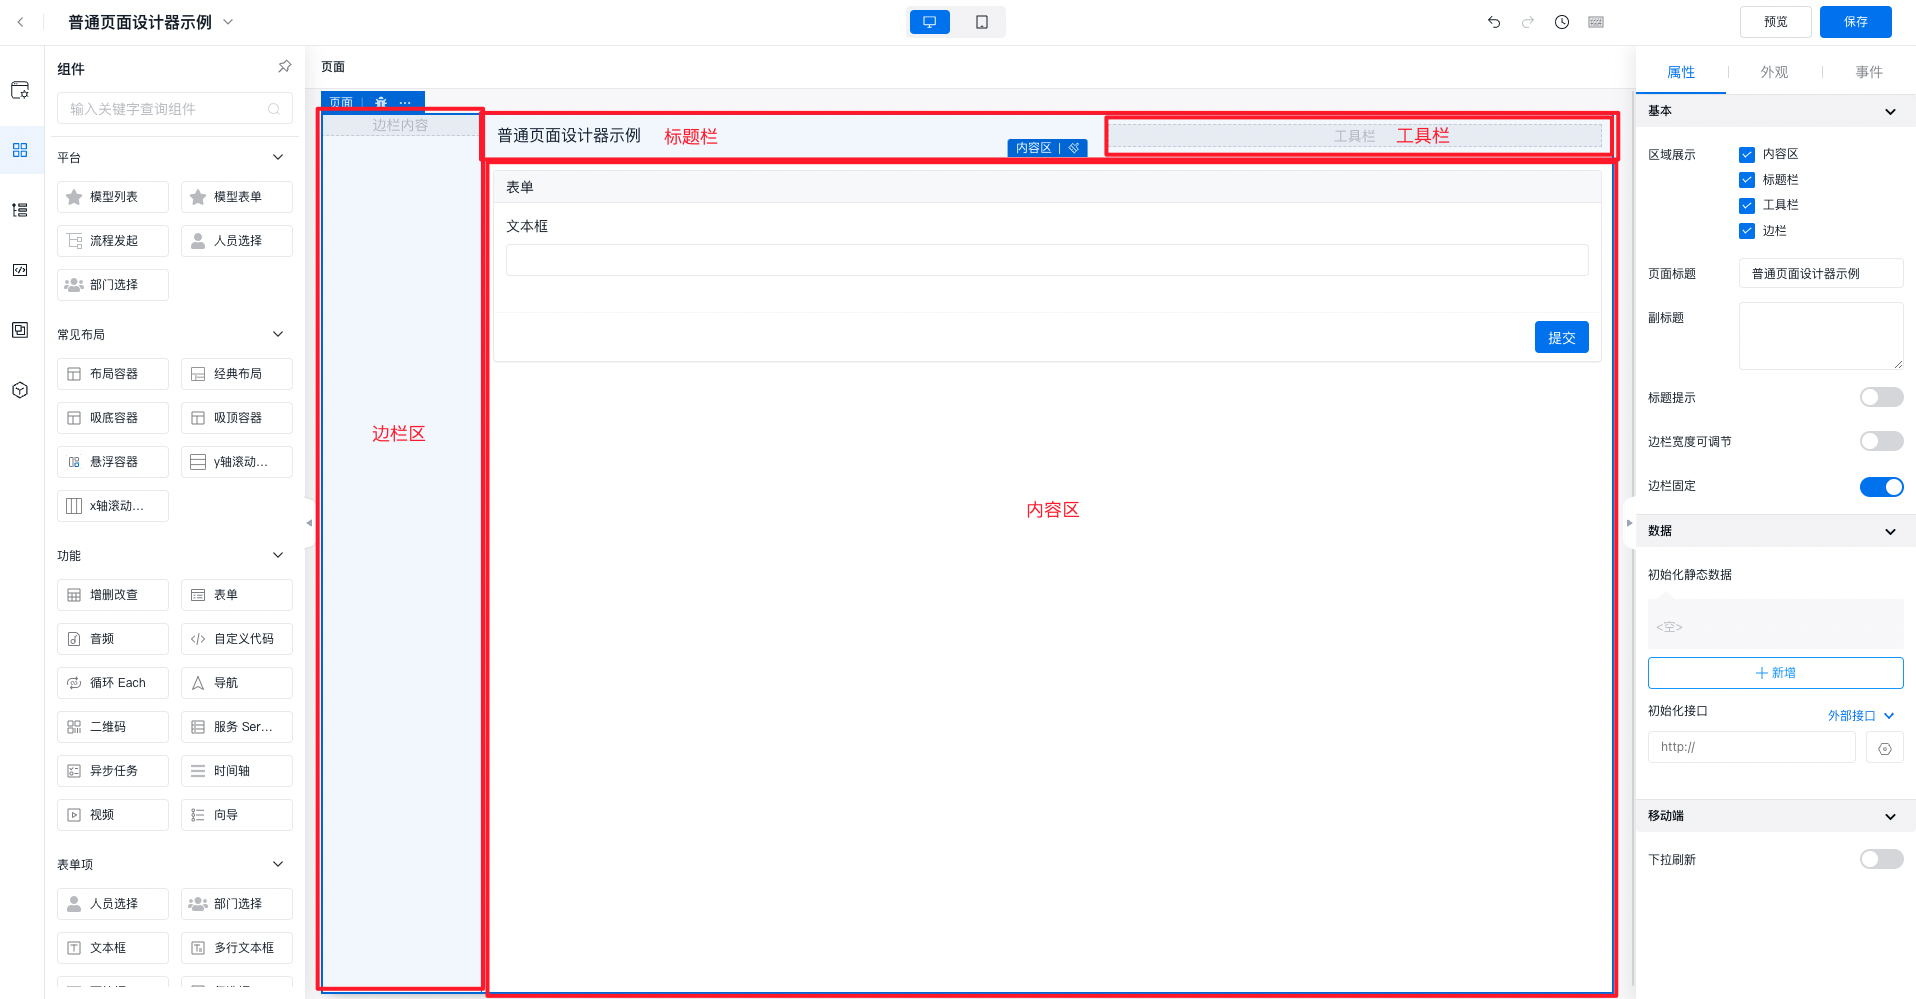 普通页面设计器示例
预览
保存
组件
输入关键字查询组件
平台
模型列表
模型表单
流程发起
人员选择
部门选择
常见布局
布局容器
经典布局
吸底容器
吸顶容器
悬浮容器
y轴滚动...
x轴滚动...
功能
增删改查
表单
音频
自定义代码
循环 Each
导航
二维码
服务 Ser...
异步任务
时间轴
视频
向导
表单项
人员选择
部门选择
文本框
多行文本框
页面
页面
边栏内容
边栏区
普通页面设计器示例
标题栏
内容区
工具栏
工具栏
表单
文本框
提交
内容区
属性
外观
事件
基本
区域展示
内容区
标题栏
工具栏
边栏
页面标题
普通页面设计器示例
副标题
标题提示
边栏宽度可调节
边栏固定
数据
初始化静态数据
<空>
新增
初始化接口
外部接口
http://
移动端
下拉刷新